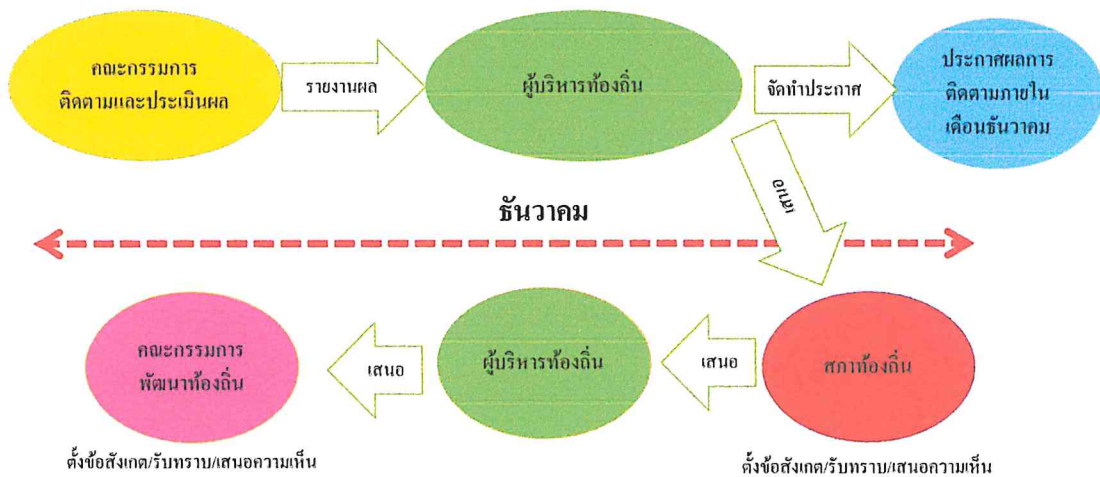 คณะกรรมการ
ติดตามและประเมินผล
รายงานผล
ผู้บริหารท้องถิ่น
จัดทำประกาศ
ประกาศผลการ
ติดตามภายใน
เดือนธันวาคม
เสนอ
ธันวาคม
คณะกรรมการ
พัฒนาท้องถิ่น
เสนอ
ผู้บริหารท้องถิ่น
เสนอ
สภาท้องถิ่น
ตั้งข้อสังเกต/รับทราบ/เสนอความเห็น
ตั้งข้อสังเกต/รับทราบ/เสนอความเห็น